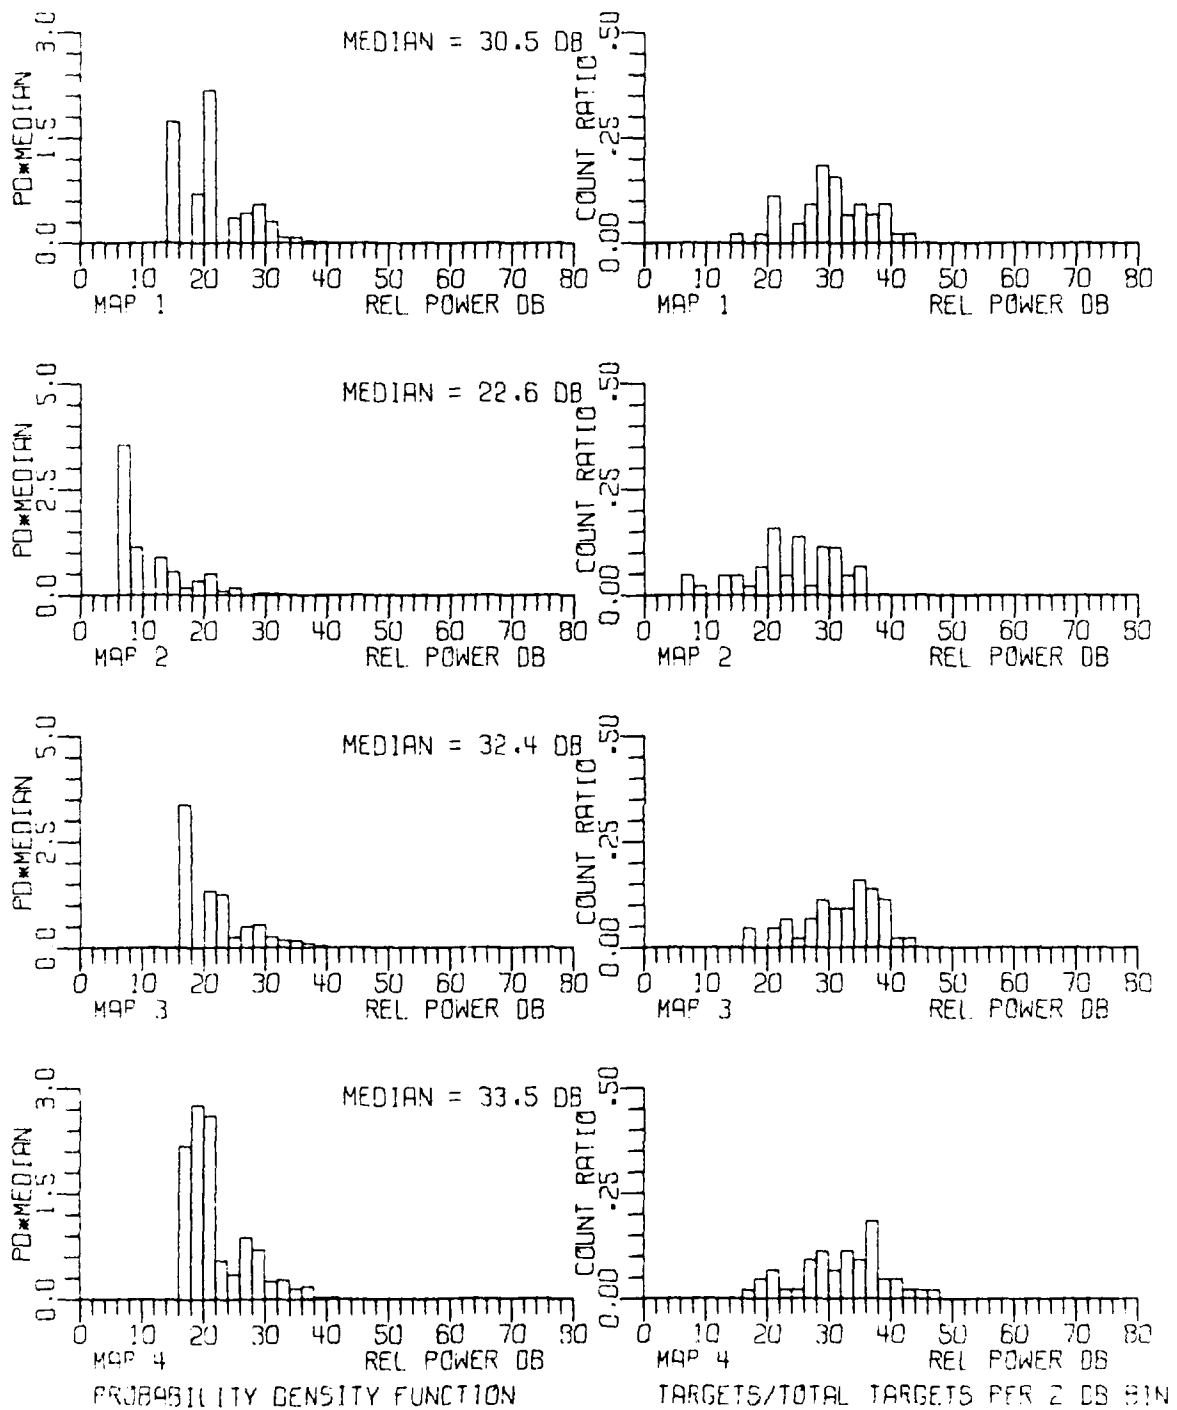 MEDIAN = 30.5 DB
PD*MEDIAN
0.0 1.5 3.0
0 10 20 30 40 50 60 70 80
MAP 1 REL POWER DB
COUNT RATIO
0.00 .25 .50
0 10 20 30 40 50 60 70 80
MAP 1 REL POWER DB
MEDIAN = 22.6 DB
PD*MEDIAN
0.0 2.5 5.0
0 10 20 30 40 50 60 70 80
MAP 2 REL POWER DB
COUNT RATIO
0.00 .25 .50
0 10 20 30 40 50 60 70 80
MAP 2 REL POWER DB
MEDIAN = 32.4 DB
PD*MEDIAN
0.0 2.5 5.0
0 10 20 30 40 50 60 70 80
MAP 3 REL POWER DB
COUNT RATIO
0.00 .25 .50
0 10 20 30 40 50 60 70 80
MAP 3 REL POWER DB
MEDIAN = 33.5 DB
PD*MEDIAN
0.0 1.5 3.0
0 10 20 30 40 50 60 70 80
MAP 4 REL POWER DB
COUNT RATIO
0.00 .25 .50
0 10 20 30 40 50 60 70 80
MAP 4 REL POWER DB
PROBABILITY DENSITY FUNCTION
TARGETS/TOTAL TARGETS PER 2 DB BIN